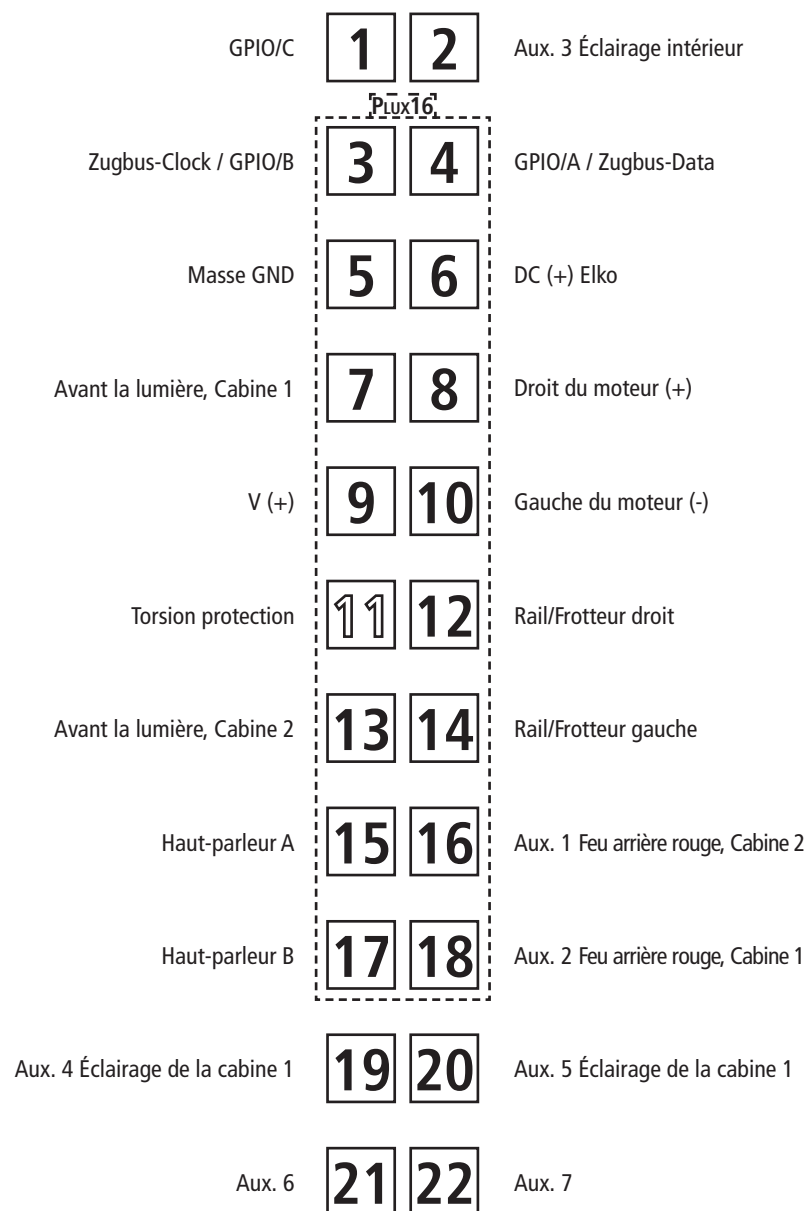 GPIO/C 1 2 Aux. 3 Éclairage intérieur
PLUX16
Zugbus-Clock / GPIO/B 3 4 GPIO/A / Zugbus-Data
Masse GND 5 6 DC (+) Elko
Avant la lumière, Cabine 1 7 8 Droit du moteur (+)
V (+) 9 10 Gauche du moteur (-)
Torsion protection 11 12 Rail/Frotteur droit
Avant la lumière, Cabine 2 13 14 Rail/Frotteur gauche
Haut-parleur A 15 16 Aux. 1 Feu arrière rouge, Cabine 2
Haut-parleur B 17 18 Aux. 2 Feu arrière rouge, Cabine 1
Aux. 4 Éclairage de la cabine 1 19 20 Aux. 5 Éclairage de la cabine 1
Aux. 6 21 22 Aux. 7